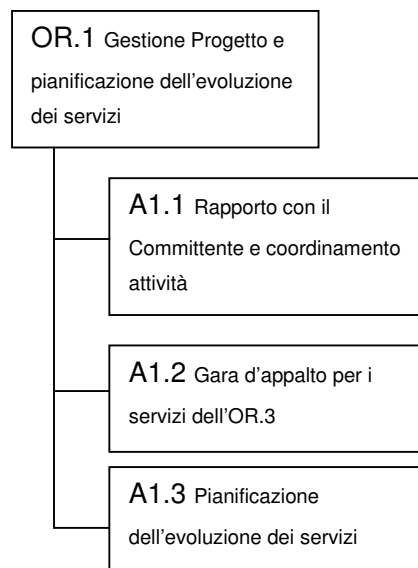 OR.1 Gestione Progetto e
pianificazione dell'evoluzione
dei servizi
A1.1 Rapporto con il
Committente e coordinamento
attività
A1.2 Gara d'appalto per i
servizi dell'OR.3
A1.3 Pianificazione
dell'evoluzione dei servizi